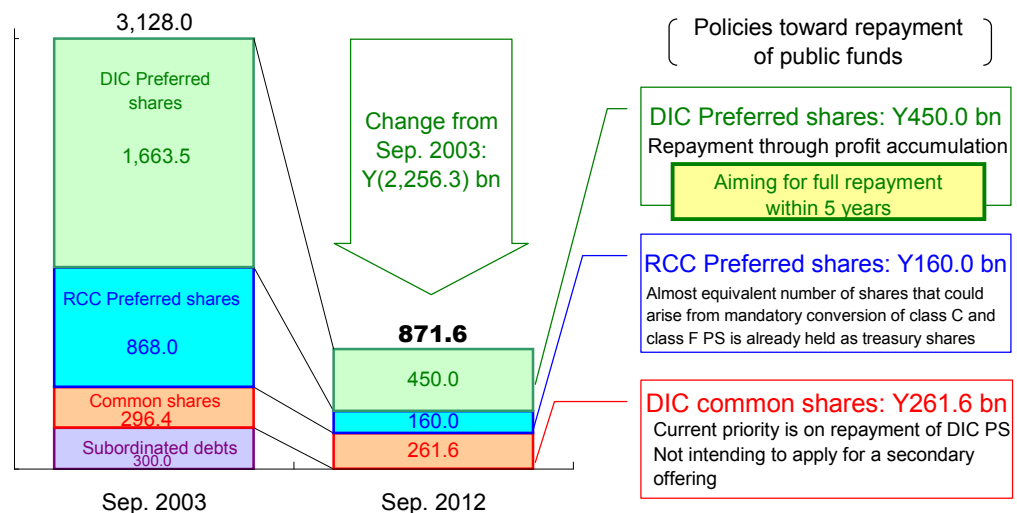 3,128.0
DIC Preferred
shares
1,663.5
RCC Preferred shares
868.0
Common shares
296.4
Subordinated debts
300.0
Sep. 2003
Change from
Sep. 2003:
Y(2,256.3) bn
871.6
450.0
160.0
261.6
Sep. 2012
Policies toward repayment
of public funds
DIC Preferred shares: Y450.0 bn
Repayment through profit accumulation
Aiming for full repayment
within 5 years
RCC Preferred shares: Y160.0 bn
Almost equivalent number of shares that could
arise from mandatory conversion of class C and
class F PS is already held as treasury shares
DIC common shares: Y261.6 bn
Current priority is on repayment of DIC PS
Not intending to apply for a secondary
offering